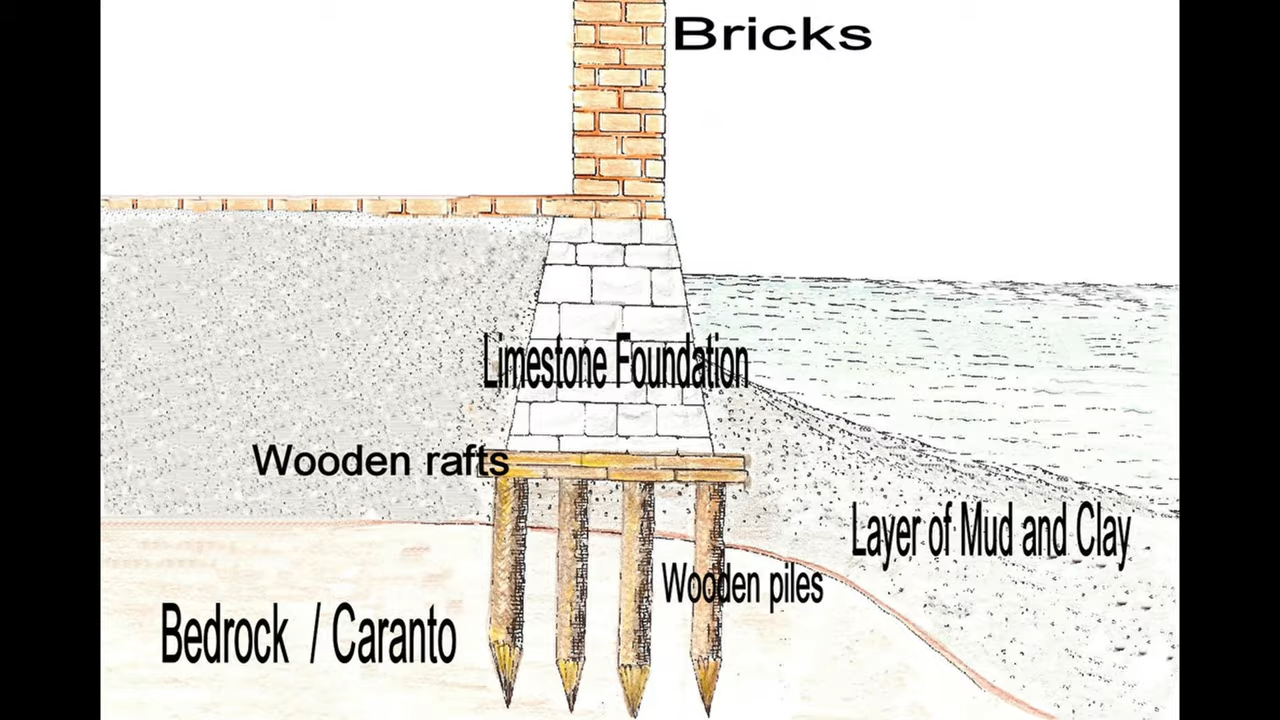 Bricks
Limestone Foundation
Wooden rafts
Layer of Mud and Clay
Wooden piles
Bedrock / Caranto